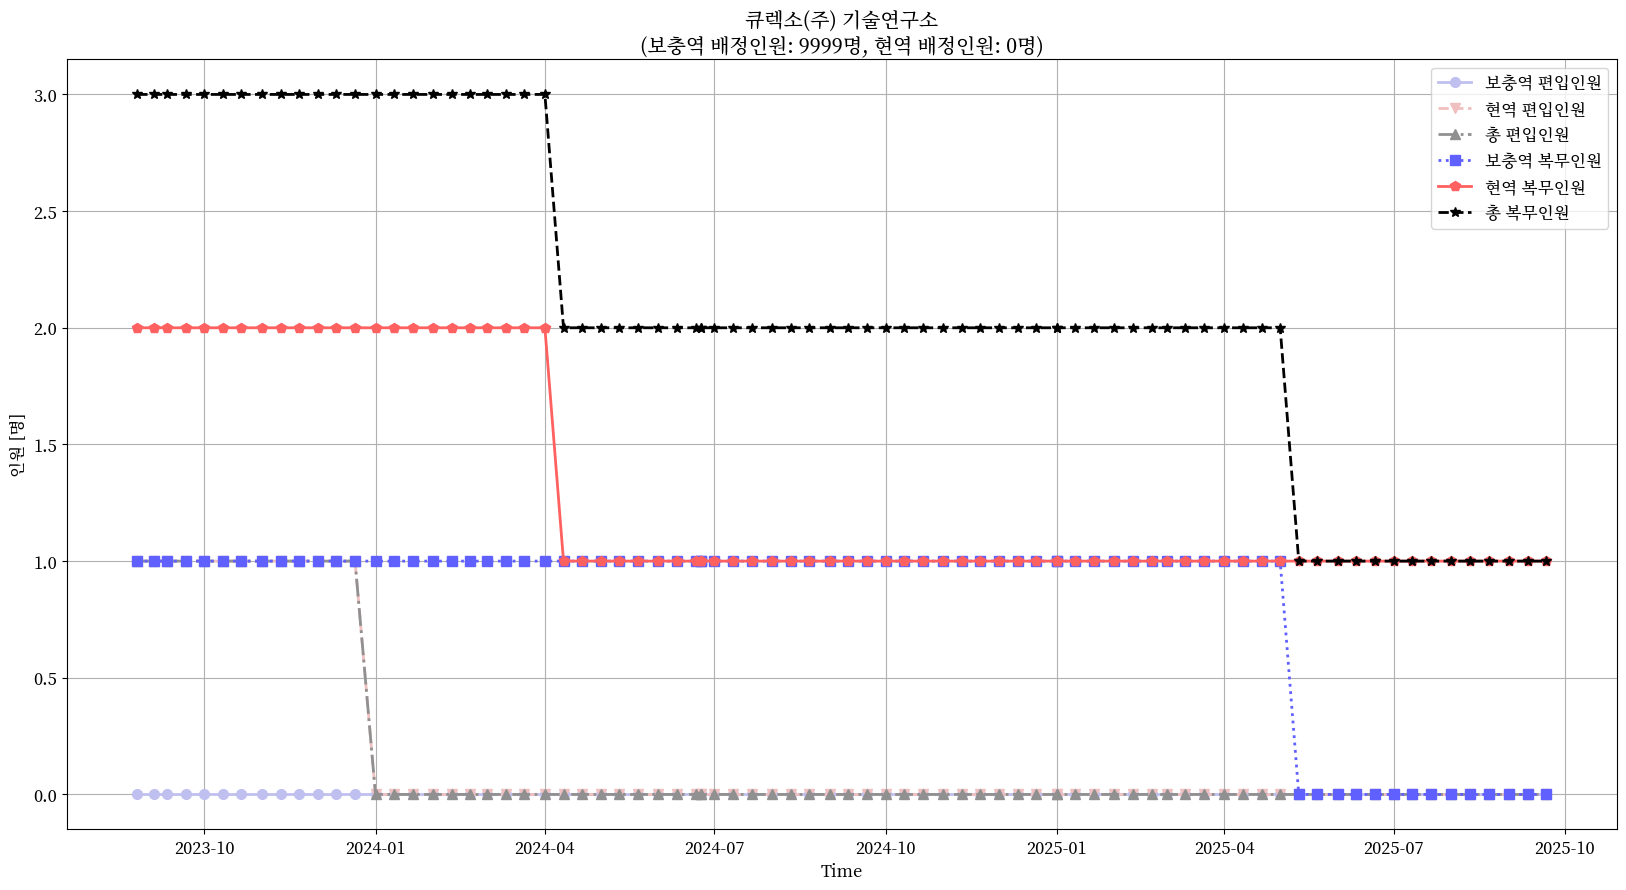 큐렉소(주) 기술연구소
(보충역 배정인원: 9999명, 현역 배정인원: 0명)
보충역 편입인원
현역 편입인원
총 편입인원
보충역 복무인원
현역 복무인원
총 복무인원
인원 [명]
3.0
2.5
2.0
1.5
1.0
0.5
0.0
2023-10
2024-01
2024-04
2024-07
2024-10
2025-01
2025-04
2025-07
2025-10
Time